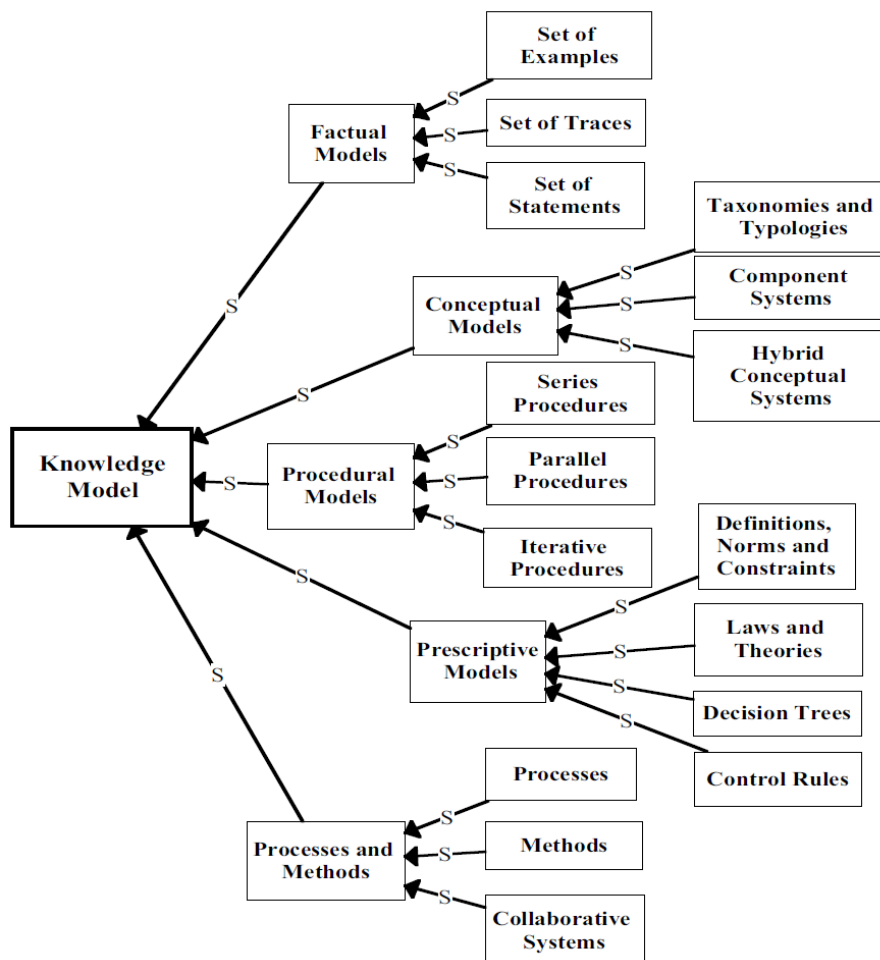 Set of
Examples
S
Factual
Models
S
Set of Traces
S
Set of
Statements
Taxonomies and
Typologies
S
S
Conceptual
Models
S
Component
Systems
S
Hybrid
Conceptual
Systems
S
Series
Procedures
S
Knowledge
Model
S
Procedural
Models
S
Parallel
Procedures
S
Iterative
Procedures
Definitions,
Norms and
Constraints
S
S
Prescriptive
Models
S
Laws and
Theories
S
Decision Trees
S
Control Rules
S
Processes
S
Processes and
Methods
S
Methods
S
Collaborative
Systems